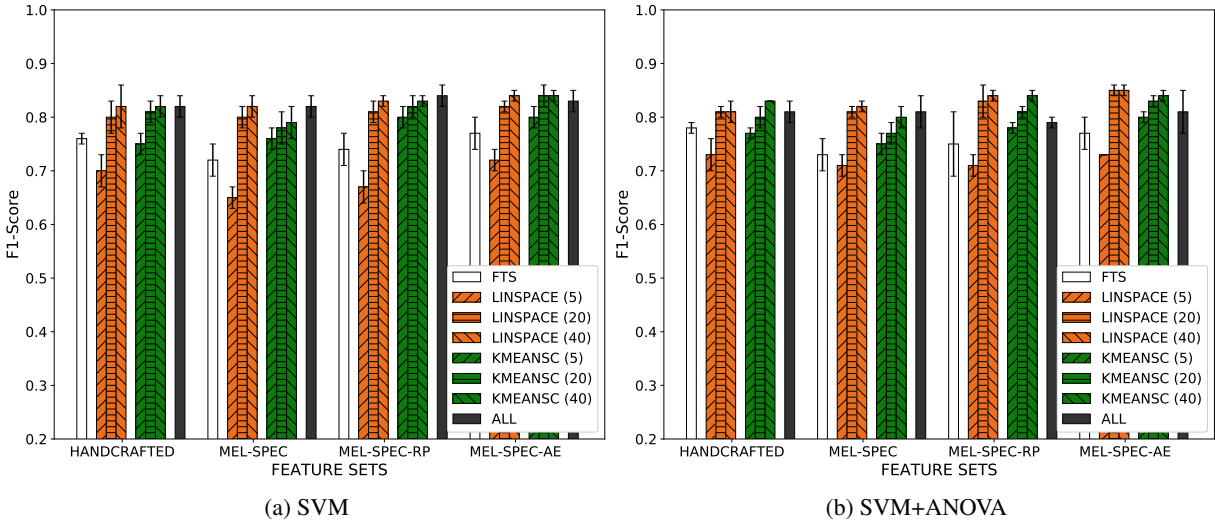 1.0
0.9
0.8
0.7
0.6
0.5
0.4
0.3
0.2
F1-Score
FTS
LINSPACE (5)
LINSPACE (20)
LINSPACE (40)
KMEANSC (5)
KMEANSC (20)
KMEANSC (40)
ALL
HANDCRAFTED MEL-SPEC MEL-SPEC-RP MEL-SPEC-AE
FEATURE SETS
(a) SVM
1.0
0.9
0.8
0.7
0.6
0.5
0.4
0.3
0.2
F1-Score
FTS
LINSPACE (5)
LINSPACE (20)
LINSPACE (40)
KMEANSC (5)
KMEANSC (20)
KMEANSC (40)
ALL
HANDCRAFTED MEL-SPEC MEL-SPEC-RP MEL-SPEC-AE
FEATURE SETS
(b) SVM+ANOVA